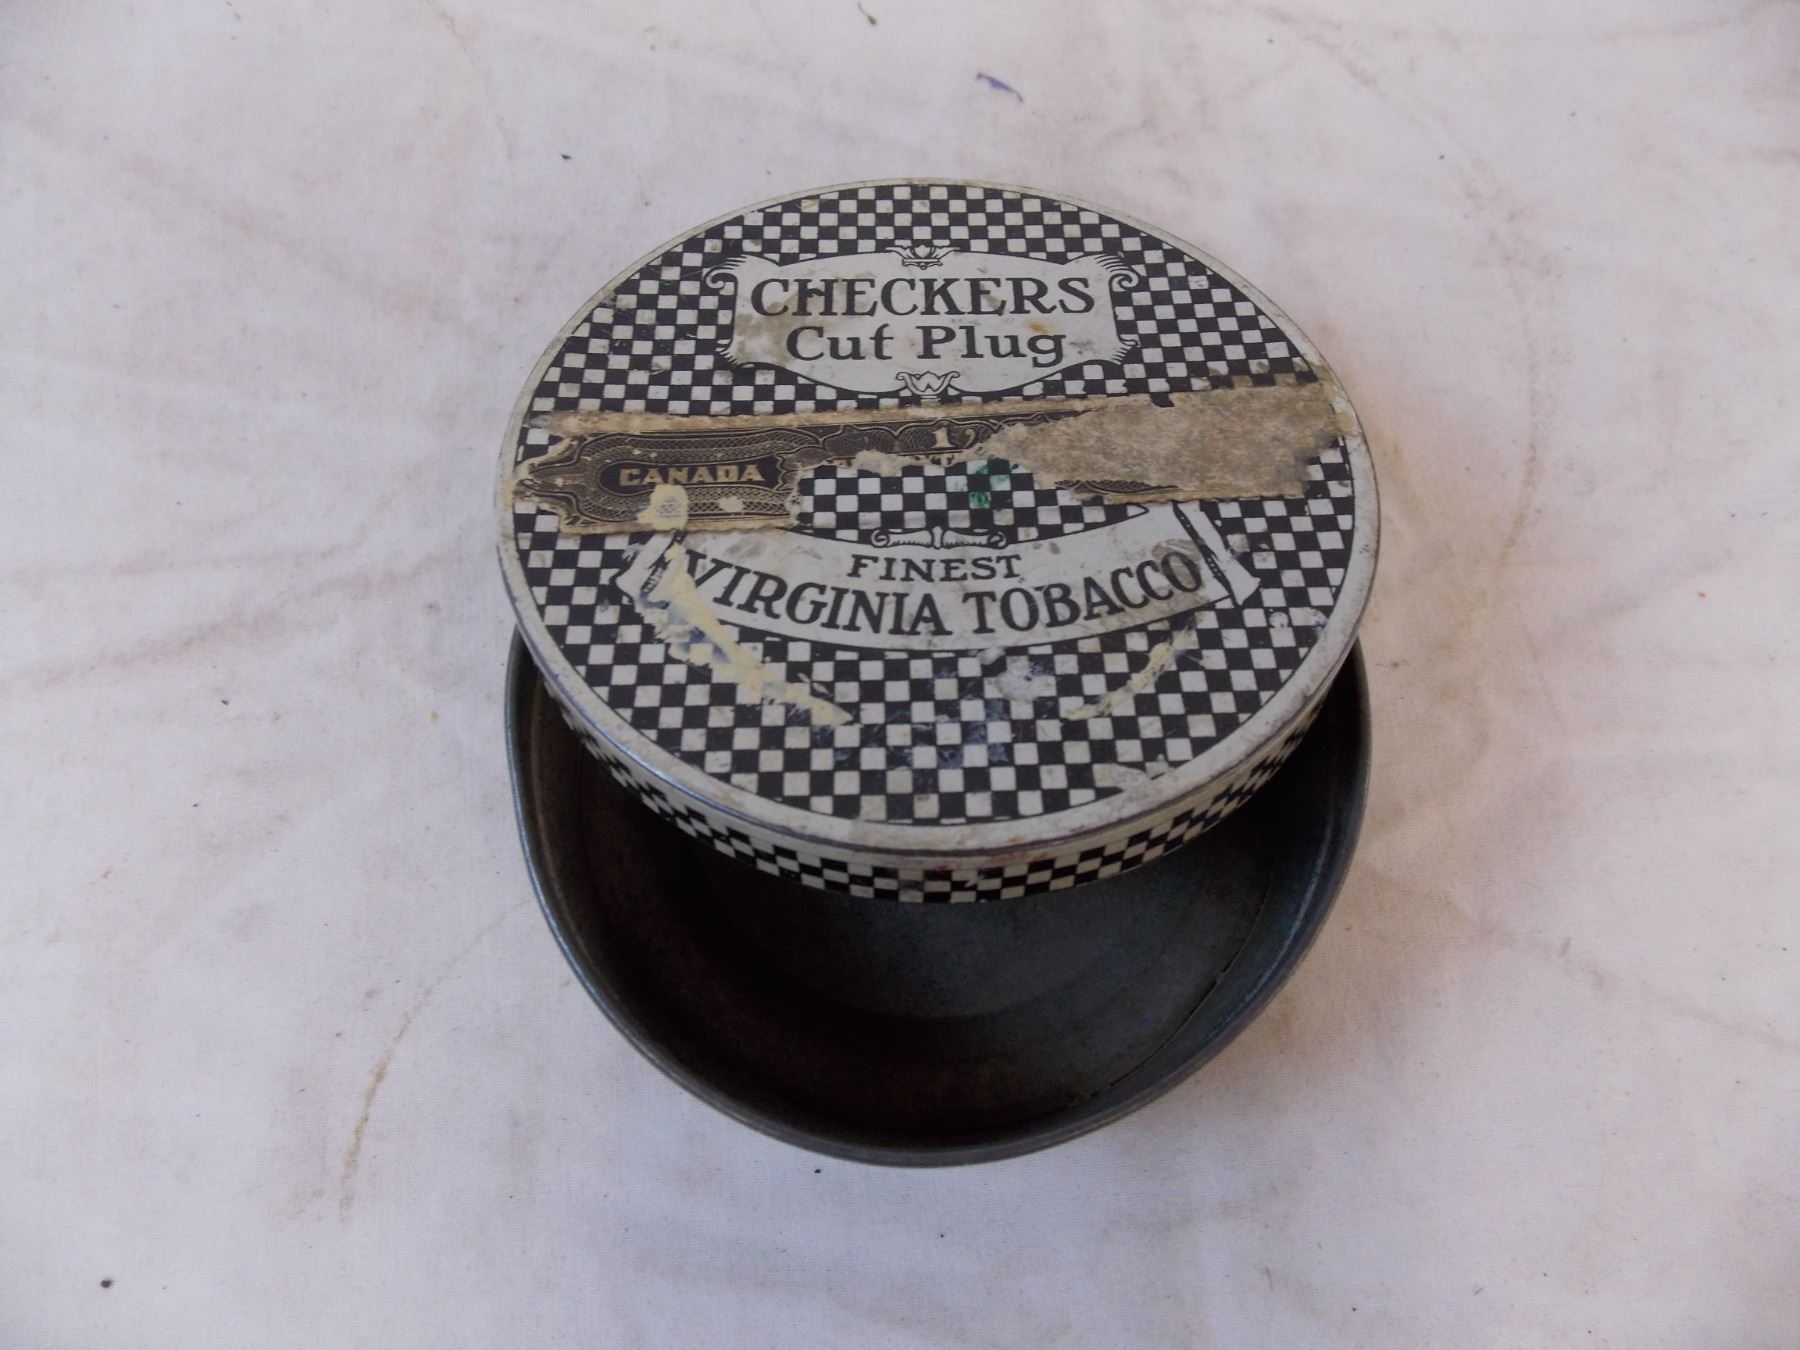 CHECKERS
Cut Plug
CANADA
FINEST
VIRGINIA TOBACCO